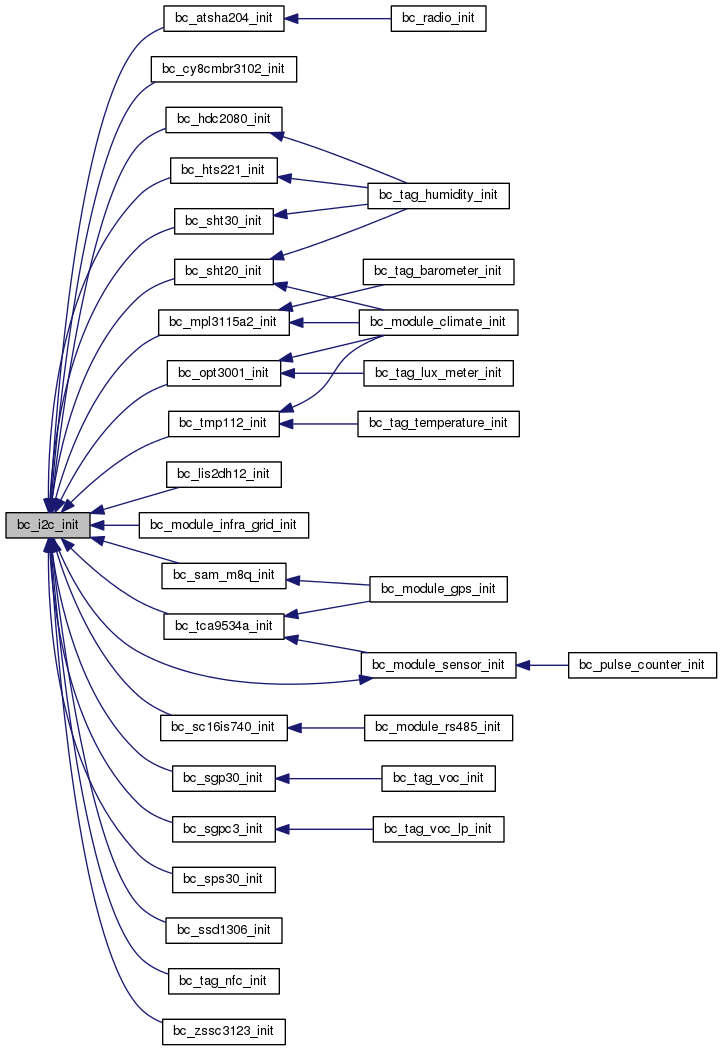 bc_atsha204_init
bc_radio_init
bc_cy8cmbr3102_init
bc_hdc2080_init
bc_hts221_init
bc_tag_humidity_init
bc_sht30_init
bc_sht20_init
bc_tag_barometer_init
bc_mpl3115a2_init
bc_module_climate_init
bc_opt3001_init
bc_tag_lux_meter_init
bc_tmp112_init
bc_tag_temperature_init
bc_lis2dh12_init
bc_i2c_init
bc_module_infra_grid_init
bc_sam_m8q_init
bc_module_gps_init
bc_tca9534a_init
bc_module_sensor_init
bc_pulse_counter_init
bc_sc16is740_init
bc_module_rs485_init
bc_sgp30_init
bc_tag_voc_init
bc_sgpc3_init
bc_tag_voc_lp_init
bc_sps30_init
bc_ssd1306_init
bc_tag_nfc_init
bc_zssc3123_init